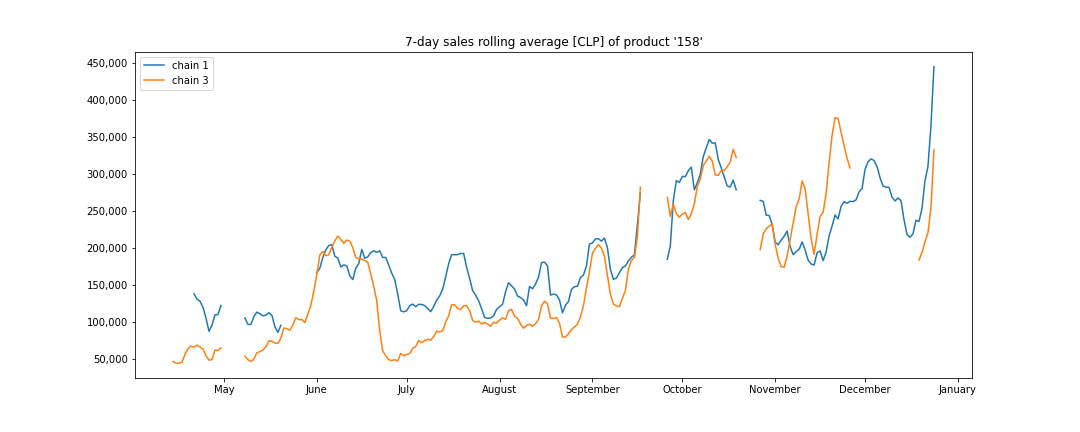 7-day sales rolling average [CLP] of product '158'
chain 1
chain 3
450,000
400,000
350,000
300,000
250,000
200,000
150,000
100,000
50,000
May June July August September October November December January